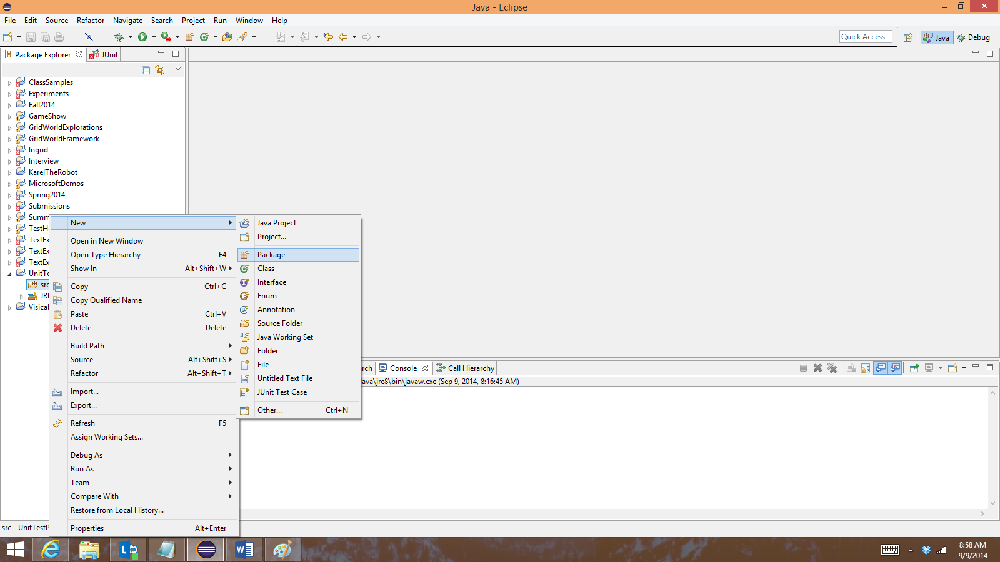 Java - Eclipse
File Edit Source Refactor Navigate Search Project Run Window Help
Quick Access Java Debug
Package Explorer JUnit
ClassSamples
Experiments
Fall2014
GameShow
GridWorldExplorations
GridWorldFramework
Ingrid
Interview
KarelTheRobot
MicrosoftDemos
Spring2014
Submissions
Summ
TestH
TextEx
TextEx
TextEx
UnitTe
src
JRE
Visical
New
Open in New Window
Open Type Hierarchy F4
Show In Alt+Shift+W
Copy Ctrl+C
Copy Qualified Name
Paste Ctrl+V
Delete Delete
Build Path
Source Alt+Shift+S
Refactor Alt+Shift+T
Import...
Export...
Refresh F5
Assign Working Sets...
Debug As
Run As
Team
Compare With
Restore from Local History...
Properties Alt+Enter
Java Project
Project...
Package
Class
Interface
Enum
Annotation
Source Folder
Java Working Set
Folder
File
Untitled Text File
JUnit Test Case
Other... Ctrl+N
rch Console Call Hierarchy
ava\jre8\bin\javaw.exe (Sep 9, 2014, 8:16:45 AM)
src - UnitTestP
8:58 AM
9/9/2014